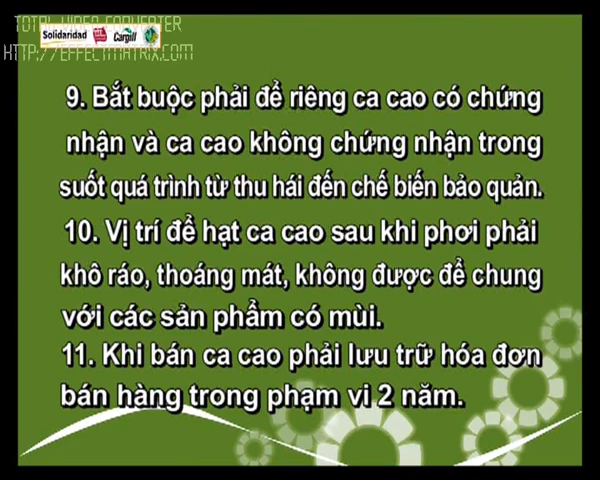 TOTAL VIDEO CONVERTER
HTTP://EFFECTMATRIX.COM
Solidaridad
Cargill
9. Bắt buộc phải để riêng ca cao có chứng
nhận và ca cao không chứng nhận trong
suốt quá trình từ thu hái đến chế biến bảo quản.
10. Vị trí để hạt ca cao sau khi phơi phải
khô ráo, thoáng mát, không được để chung
với các sản phẩm có mùi.
11. Khi bán ca cao phải lưu trữ hóa đơn
bán hàng trong phạm vi 2 năm.